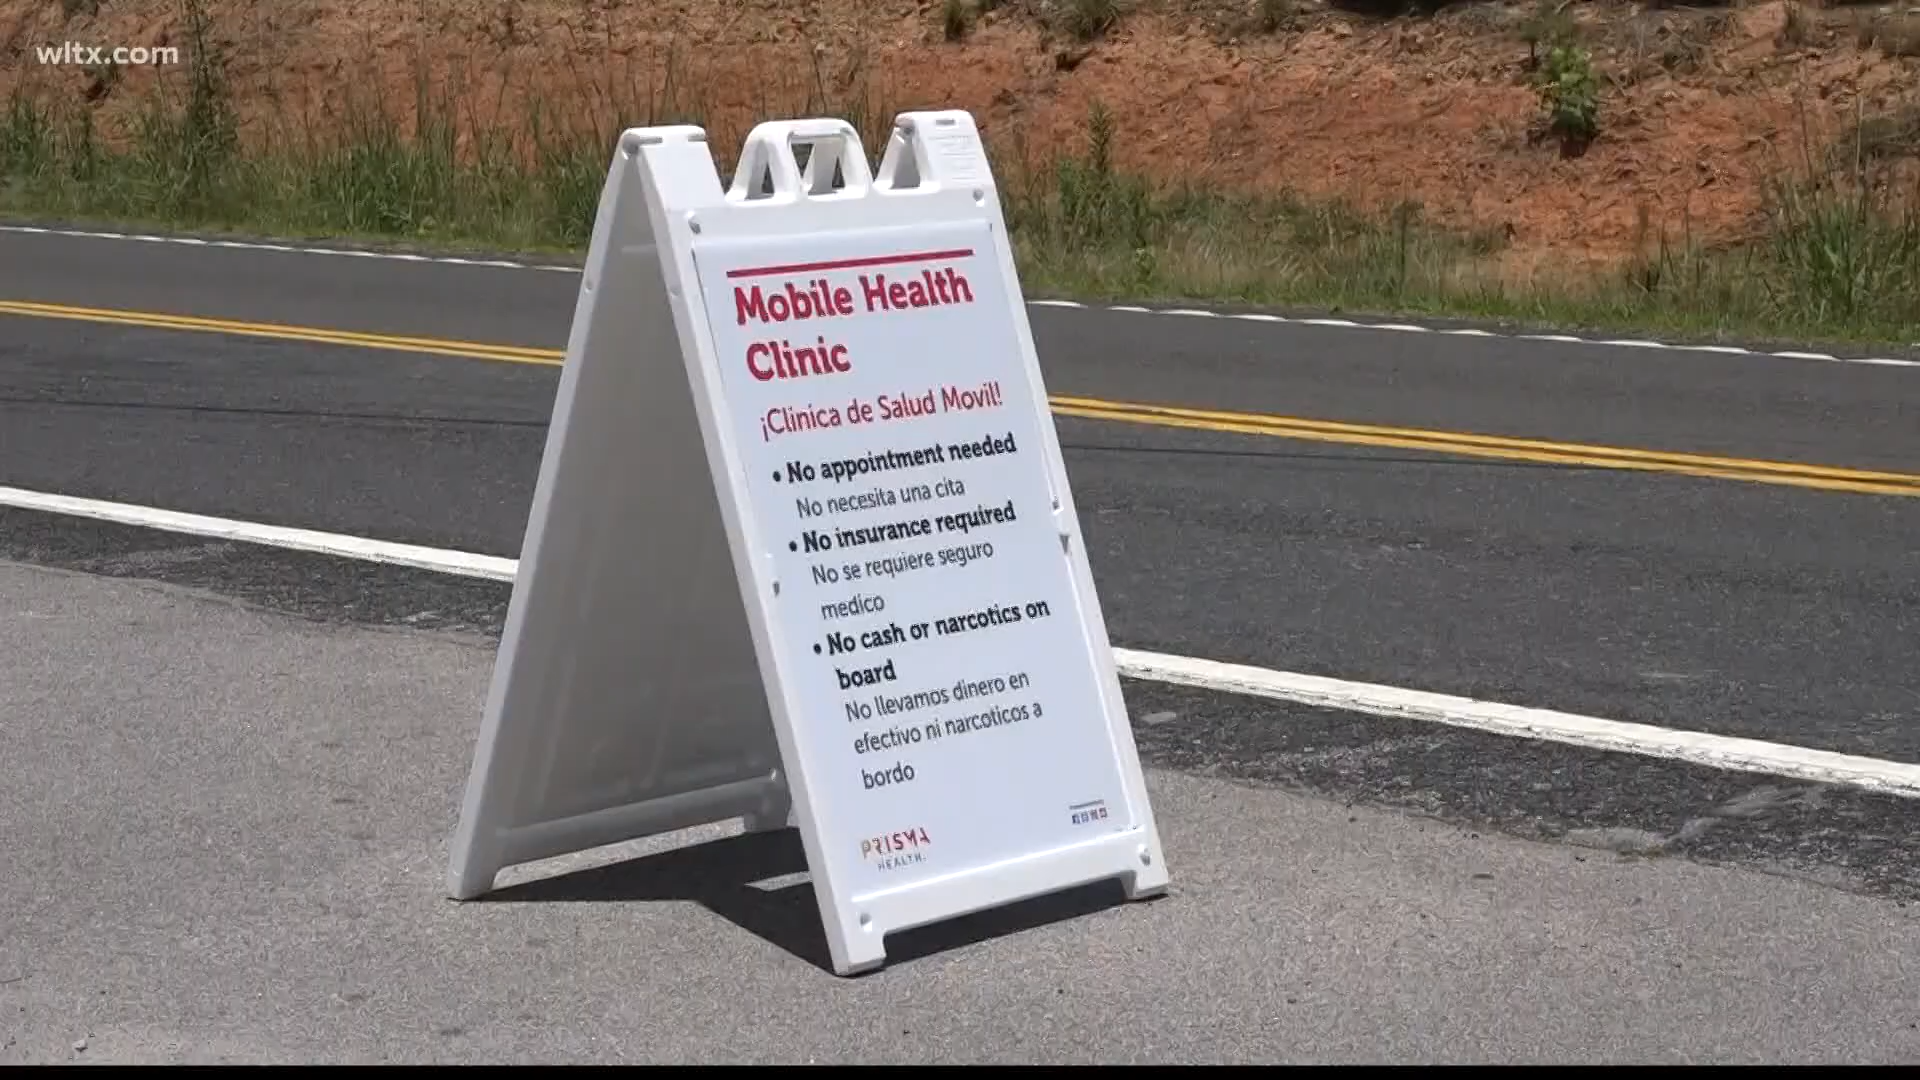 wltx.com
Mobile Health
Clinic
¡Clinica de Salud Movil!
• No appointment needed
No necesita una cita
• No insurance required
No se requiere seguro
medico
• No cash or narcotics on
board
No llevamos dinero en
efectivo ni narcoticos a
bordo
PRISMA
HEALTH.